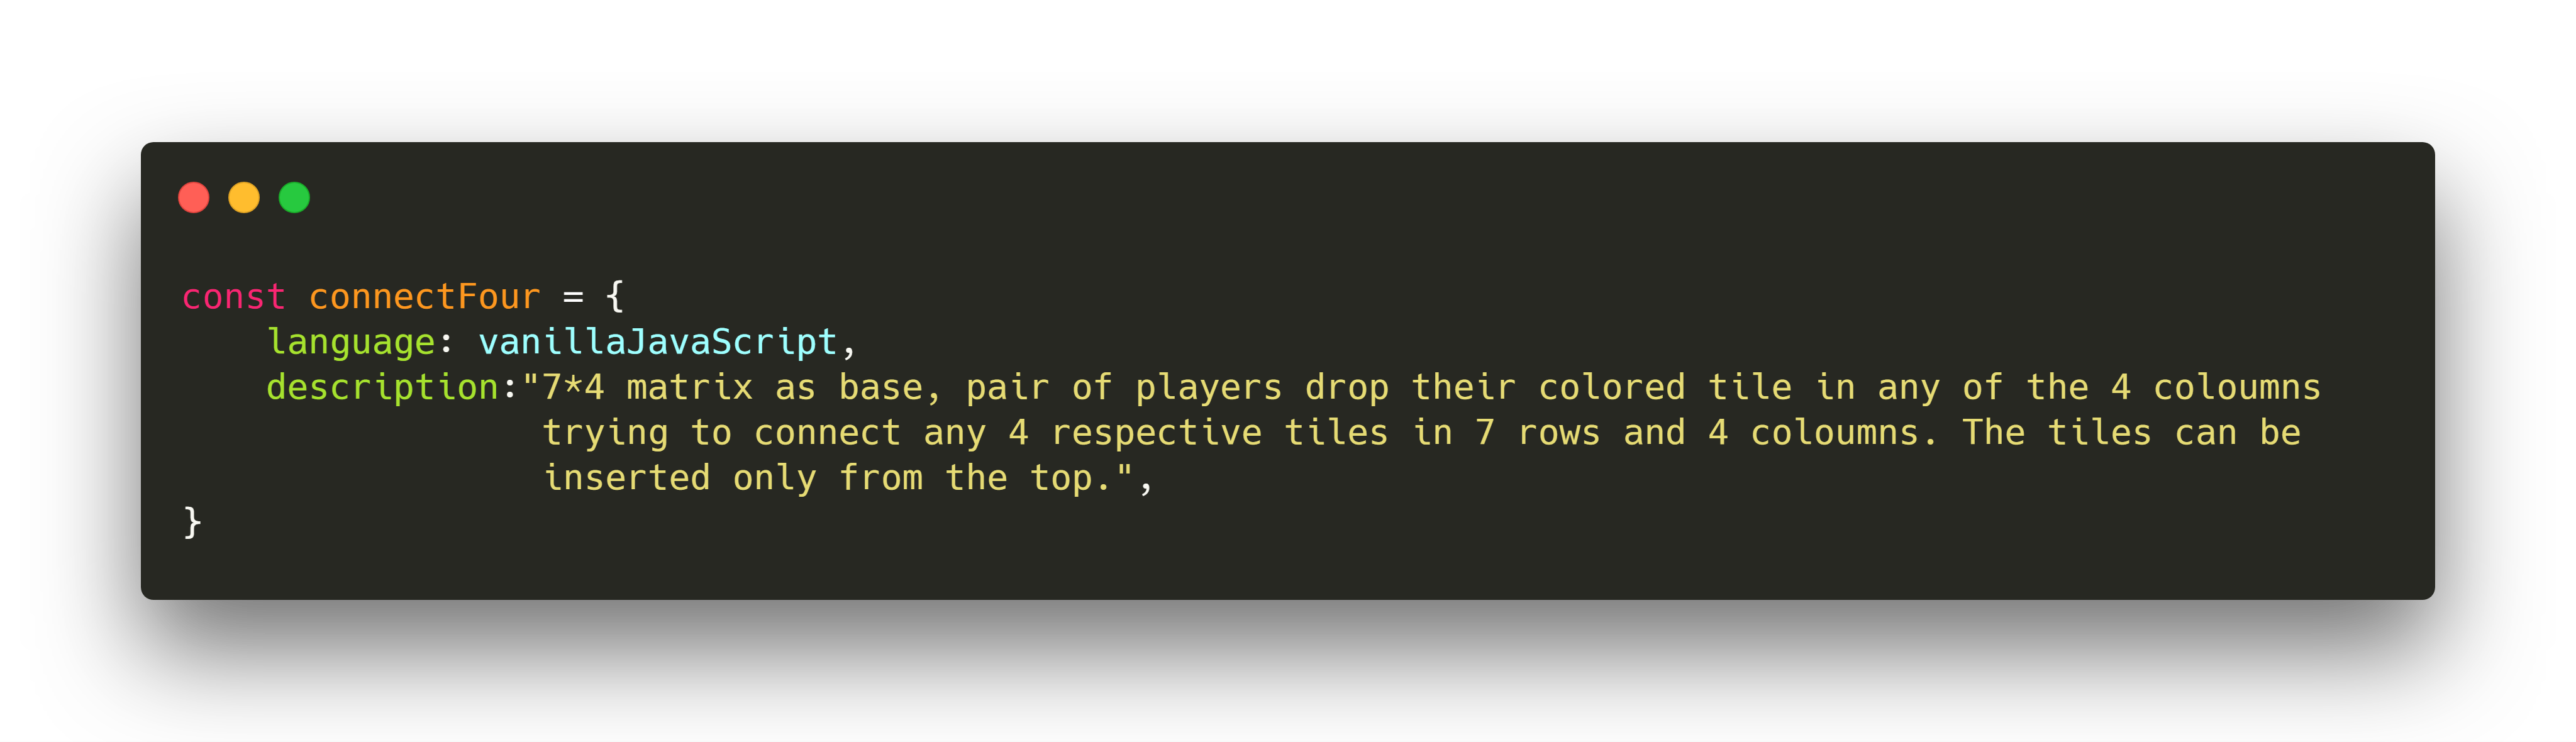 const connectFour = {
    language: vanillaJavaScript,
    description:"7*4 matrix as base, pair of players drop their colored tile in any of the 4 coloumns
                 trying to connect any 4 respective tiles in 7 rows and 4 coloumns. The tiles can be
                 inserted only from the top.",
}